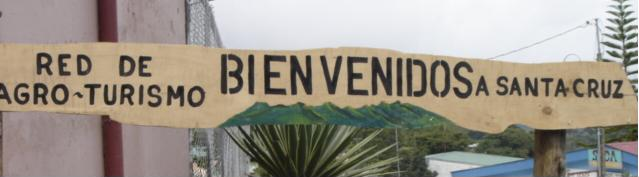 RED DE
AGRO~TURISMO
BIENVENIDOS A SANTA CRUZ